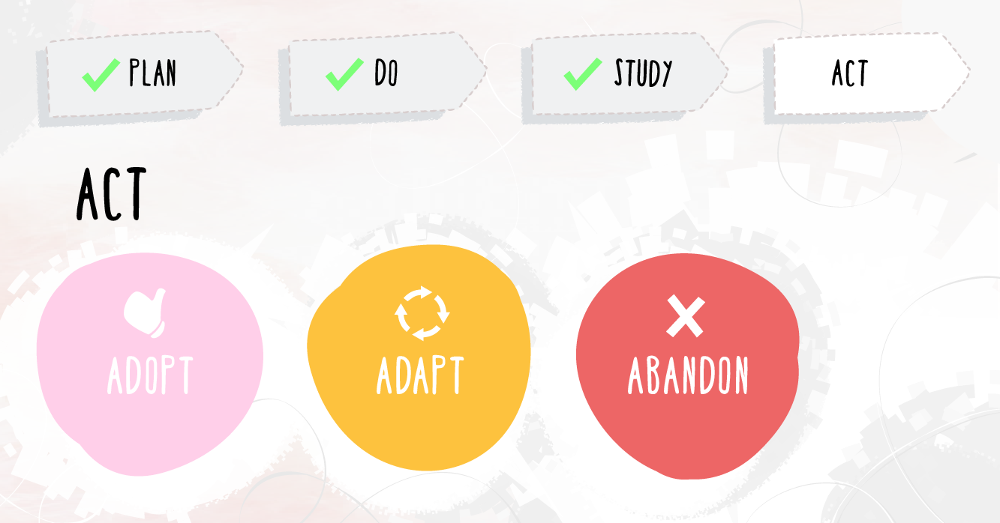 PLAN
DO
STUDY
ACT
ACT
ADOPT
ADAPT
ABANDON